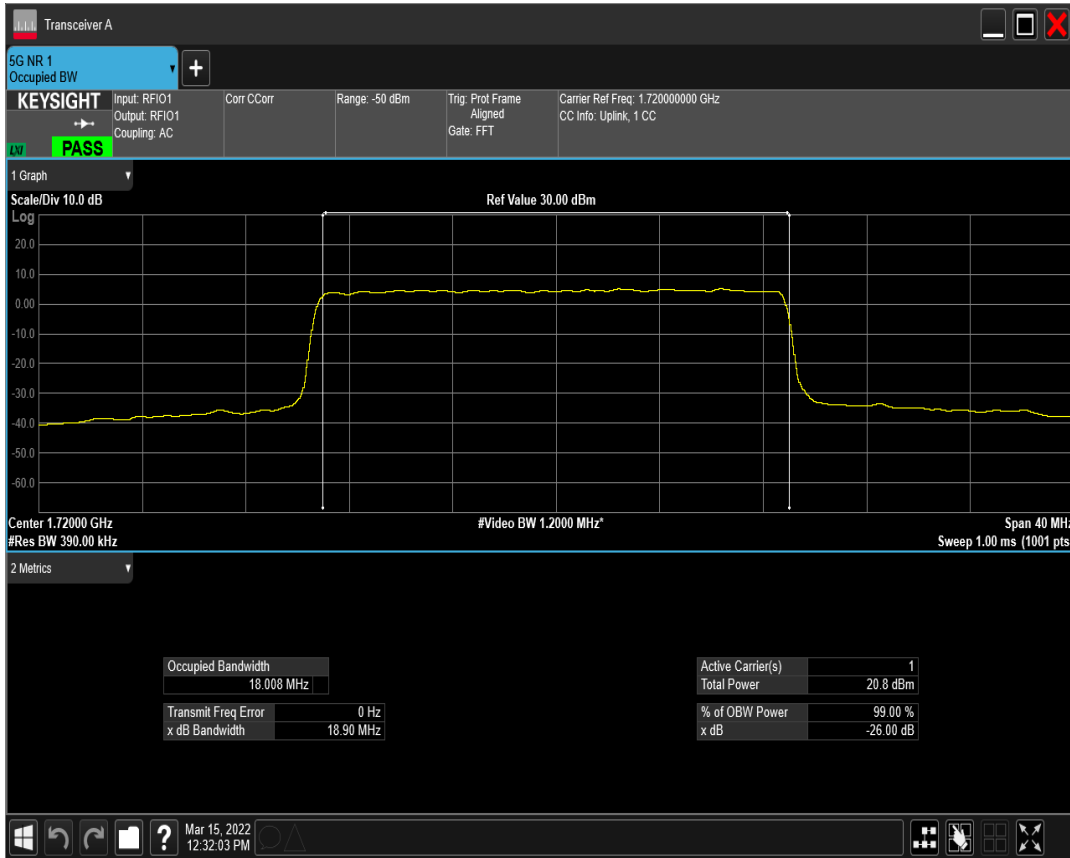 Transceiver A
5G NR 1
Occupied BW
KEYSIGHT
LXI
PASS
Input: RFIO1
Output: RFIO1
Coupling: AC
Corr CCorr
Range: -50 dBm
Trig: Prot Frame
Aligned
Gate: FFT
Carrier Ref Freq: 1.720000000 GHz
CC Info: Uplink, 1 CC
1 Graph
Scale/Div 10.0 dB
Ref Value 30.00 dBm
Log
20.0
10.0
0.00
-10.0
-20.0
-30.0
-40.0
-50.0
-60.0
Center 1.72000 GHz
#Video BW 1.2000 MHz*
Span 40 MHz
#Res BW 390.00 kHz
Sweep 1.00 ms (1001 pts
2 Metrics
Occupied Bandwidth
18.008 MHz
Transmit Freq Error 0 Hz
x dB Bandwidth 18.90 MHz
Active Carrier(s) 1
Total Power 20.8 dBm
% of OBW Power 99.00 %
x dB -26.00 dB
?
Mar 15, 2022
12:32:03 PM